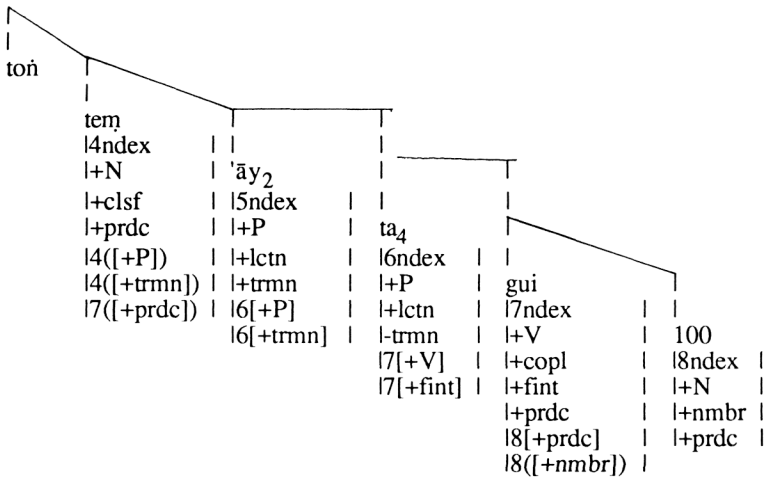 toṅ
teṃ
|4ndex |
|+N |
|+clsf |
|+prdc |
|4([+P]) |
|4([+trmn]) |
|7([+prdc]) |
'āy₂
|5ndex |
|+P |
|+lctn |
|+trmn |
|6[+P] |
|6[+trmn] |
ta₄
|6ndex |
|+P |
|+lctn |
|-trmn |
|7[+V] |
|7[+fint] |
gui
|7ndex |
|+V |
|+copl |
|+fint |
|+prdc |
|8[+prdc] |
|8([+nmbr]) |
100
|8ndex |
|+N |
|+nmbr |
|+prdc |